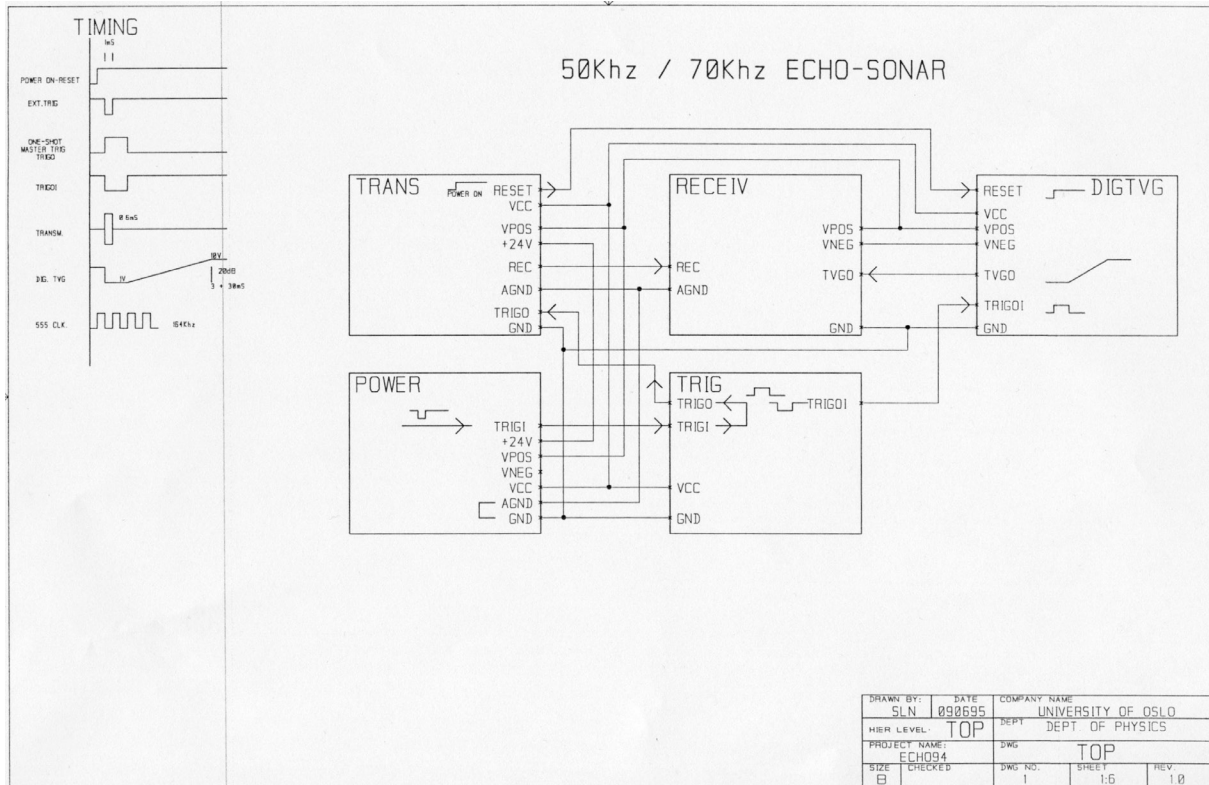 TIMING
1mS
POWER ON-RESET
EXT.TRIG
ONE-SHOT
MASTER TRIG
TRIGO
TRIGOI
0.6mS
TRANSM.
10V
DIG. TVG
1V
20dB
3 + 30mS
555 CLK.
164Khz
50Khz / 70Khz ECHO-SONAR
TRANS
POWER ON
RESET
VCC
VPOS
+24V
REC
AGND
TRIGO
GND
RECEIV
VPOS
VNEG
REC
TVGO
AGND
GND
DIGTVG
RESET
VCC
VPOS
VNEG
TVGO
TRIGOI
GND
POWER
TRIGI
+24V
VPOS
VNEG
VCC
AGND
GND
TRIG
TRIGO
TRIGOI
TRIGI
VCC
GND
DRAWN BY:
SLN
DATE
090695
COMPANY NAME
UNIVERSITY OF OSLO
HIER LEVEL:
TOP
DEPT
DEPT. OF PHYSICS
PROJECT NAME:
ECHO94
DWG
TOP
SIZE
B
CHECKED
DWG NO.
1
SHEET
1:6
REV.
1.0